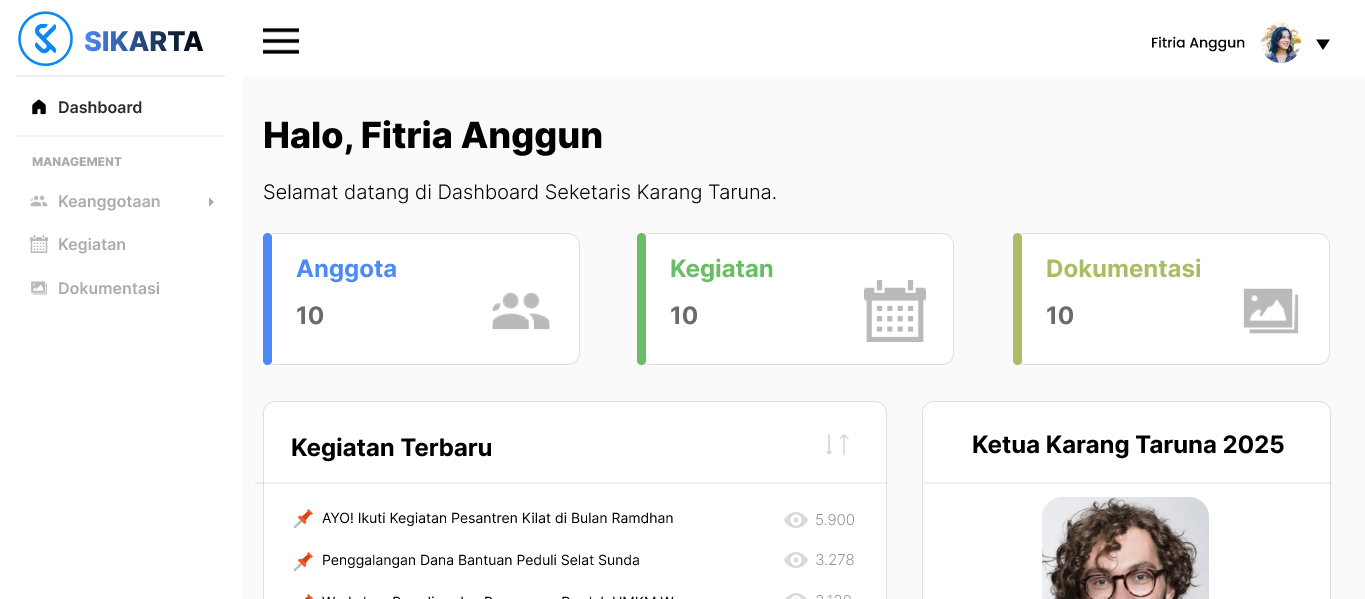 SIKARTA
Fitria Anggun
Dashboard
MANAGEMENT
Keanggotaan
Kegiatan
Dokumentasi
Halo, Fitria Anggun
Selamat datang di Dashboard Seketaris Karang Taruna.
Anggota
10
Kegiatan
10
Dokumentasi
10
Kegiatan Terbaru
AYO! Ikuti Kegiatan Pesantren Kilat di Bulan Ramdhan
5.900
Penggalangan Dana Bantuan Peduli Selat Sunda
3.278
Ketua Karang Taruna 2025